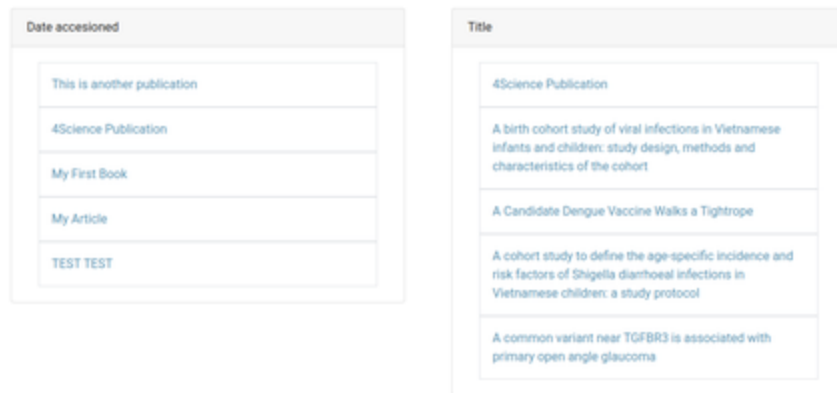 Date accesioned
This is another publication
4Science Publication
My First Book
My Article
TEST TEST
Title
4Science Publication
A birth cohort study of viral infections in Vietnamese
infants and children: study design, methods and
characteristics of the cohort
A Candidate Dengue Vaccine Walks a Tightrope
A cohort study to define the age-specific incidence and
risk factors of Shigella diarrhoeal infections in
Vietnamese children: a study protocol
A common variant near TGFBR3 is associated with
primary open angle glaucoma